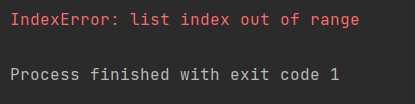 IndexError: list index out of range
Process finished with exit code 1